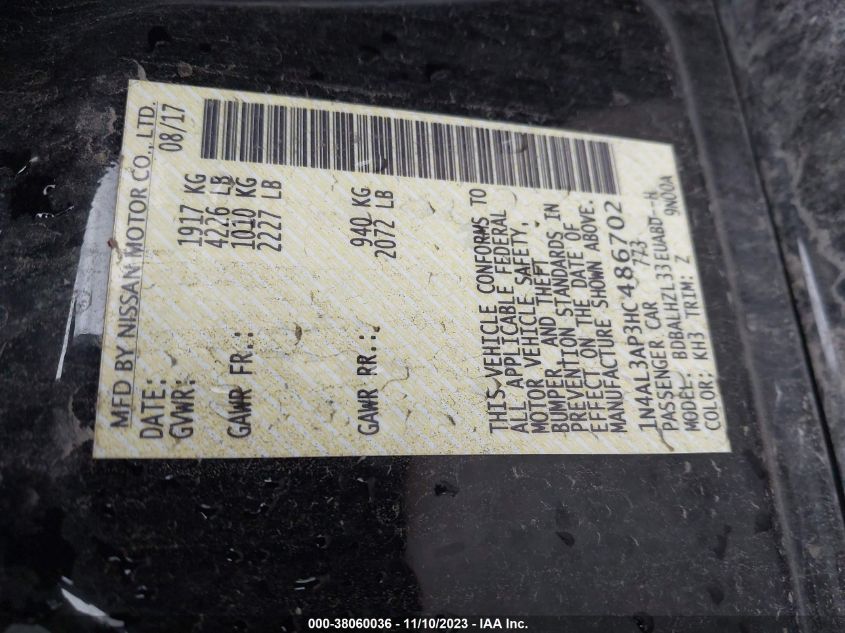 MFD BY NISSAN MOTOR CO., LTD.
DATE: 08/17
GVWR: 1917 KG
4226 LB
GAWR FR.: 1010 KG
2227 LB
GAWR RR.: 940 KG
2072 LB
THIS VEHICLE CONFORMS TO
ALL APPLICABLE FEDERAL
MOTOR VEHICLE SAFETY,
BUMPER, AND THEFT
PREVENTION STANDARDS IN
EFFECT ON THE DATE OF
MANUFACTURE SHOWN ABOVE.
1N4AL3AP3HC486702
PASSENGER CAR 773
MODEL: BDBALHZL33EUABD--H
COLOR: KH3 TRIM: Z 9N00A
000-38060036 - 11/10/2023 - IAA Inc.